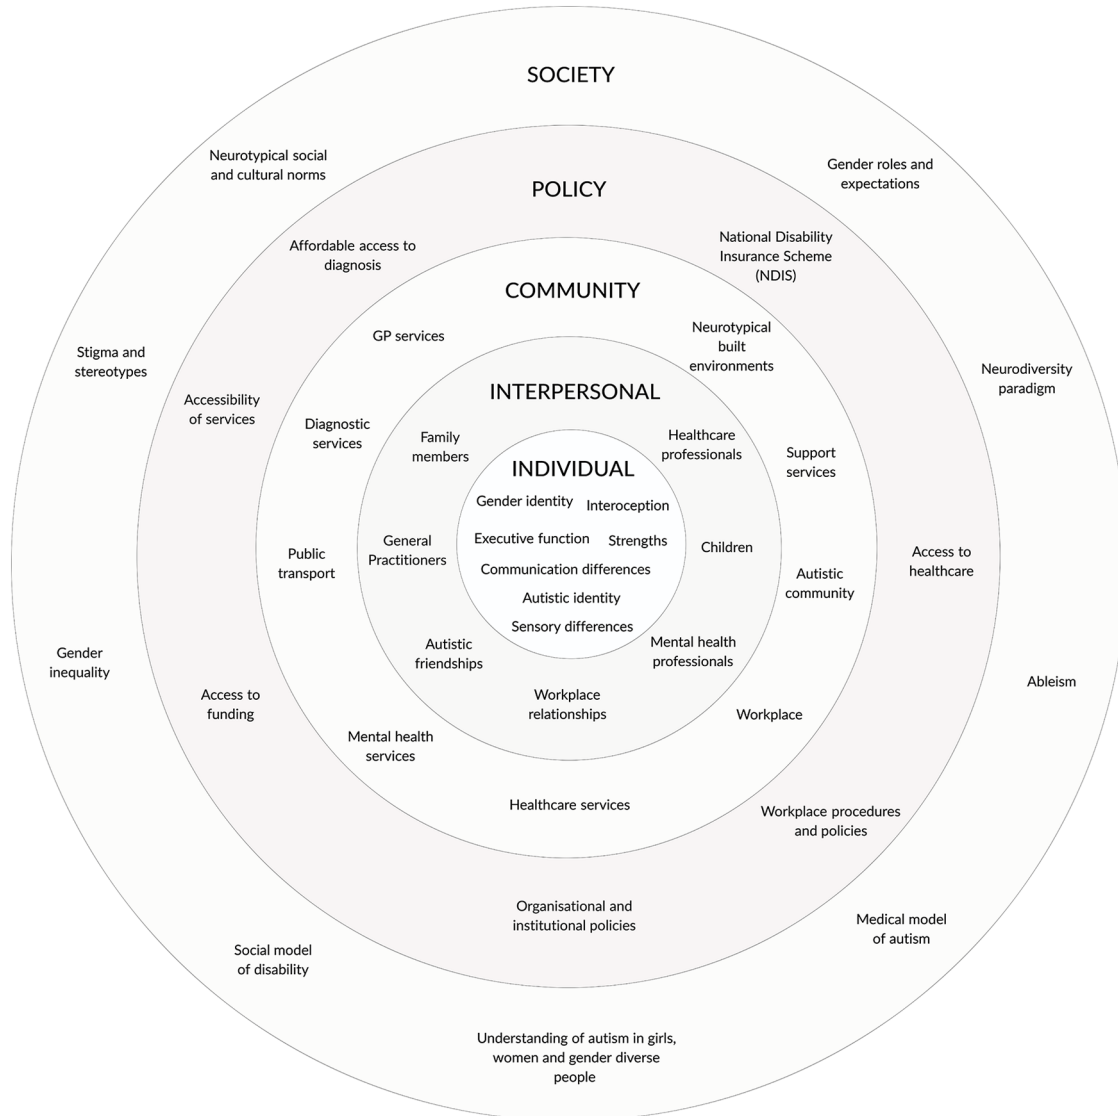 SOCIETY
Neurotypical social
and cultural norms
Gender roles and
expectations
Stigma and
stereotypes
Neurodiversity
paradigm
Gender
inequality
Ableism
Social model
of disability
Medical model
of autism
Understanding of autism in girls,
women and gender diverse
people
POLICY
Affordable access to
diagnosis
National Disability
Insurance Scheme
(NDIS)
Accessibility
of services
Access to
healthcare
Access to
funding
Workplace procedures
and policies
Organisational and
institutional policies
COMMUNITY
GP services
Neurotypical
built
environments
Diagnostic
services
Support
services
Public
transport
Autistic
community
Mental health
services
Workplace
Healthcare services
INTERPERSONAL
Family
members
Healthcare
professionals
General
Practitioners
Children
Autistic
friendships
Mental health
professionals
Workplace
relationships
INDIVIDUAL
Gender identity
Interoception
Executive function
Strengths
Communication differences
Autistic identity
Sensory differences